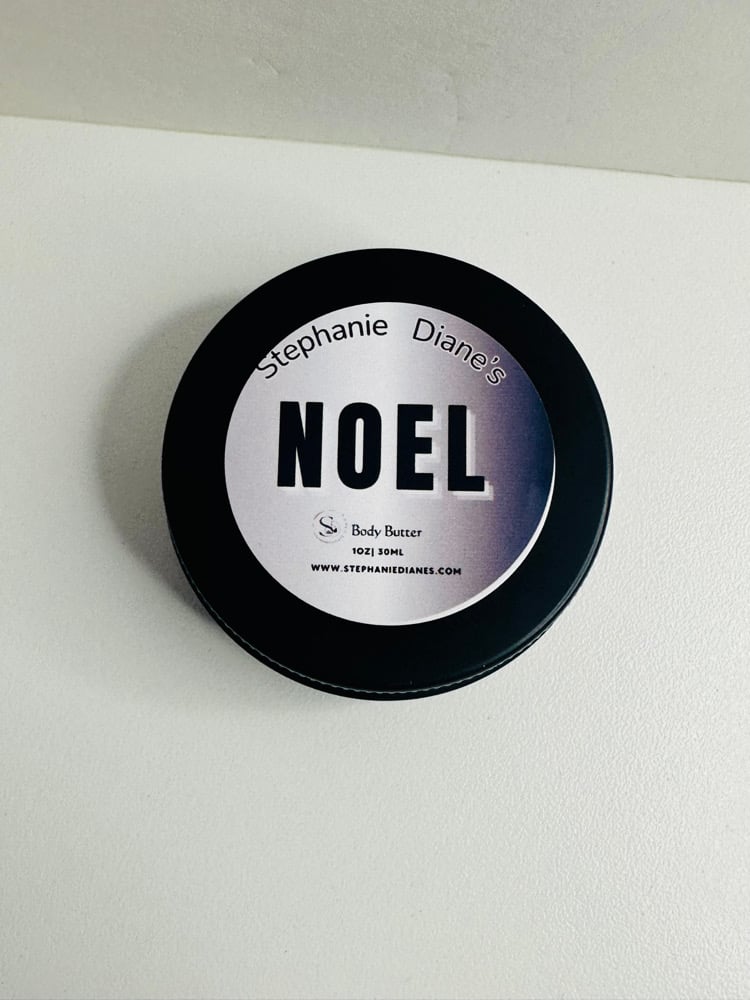 Stephanie Diane's
NOEL
Body Butter
1OZ| 30ML
WWW.STEPHANIEDIANES.COM